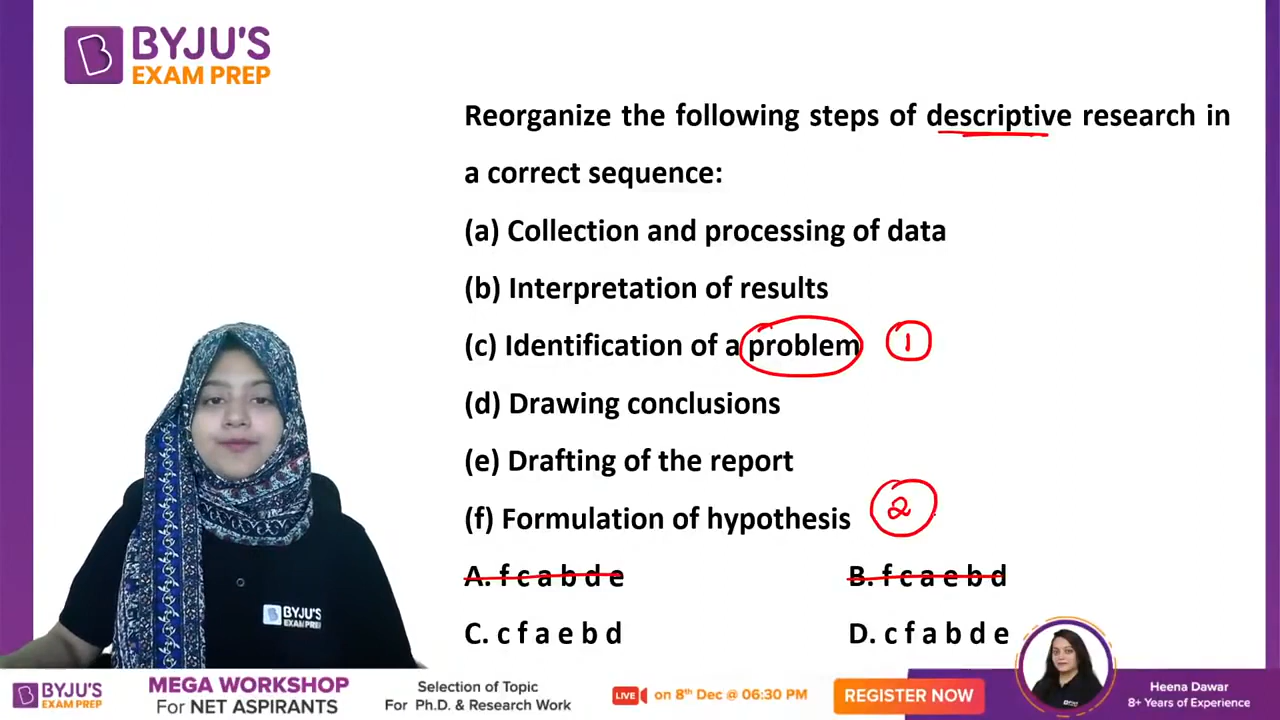 BYJU'S
EXAM PREP
Reorganize the following steps of descriptive research in
a correct sequence:
(a) Collection and processing of data
(b) Interpretation of results
(c) Identification of a problem 1
(d) Drawing conclusions
(e) Drafting of the report
(f) Formulation of hypothesis 2
A. f c a b d e B. f c a e b d
C. c f a e b d D. c f a b d e
BYJU'S
EXAM PREP
BYJU'S
EXAM PREP
MEGA WORKSHOP
For NET ASPIRANTS
Selection of Topic
For Ph.D. & Research Work
LIVE on 8th Dec @ 06:30 PM
REGISTER NOW
Heena Dawar
8+ Years of Experience